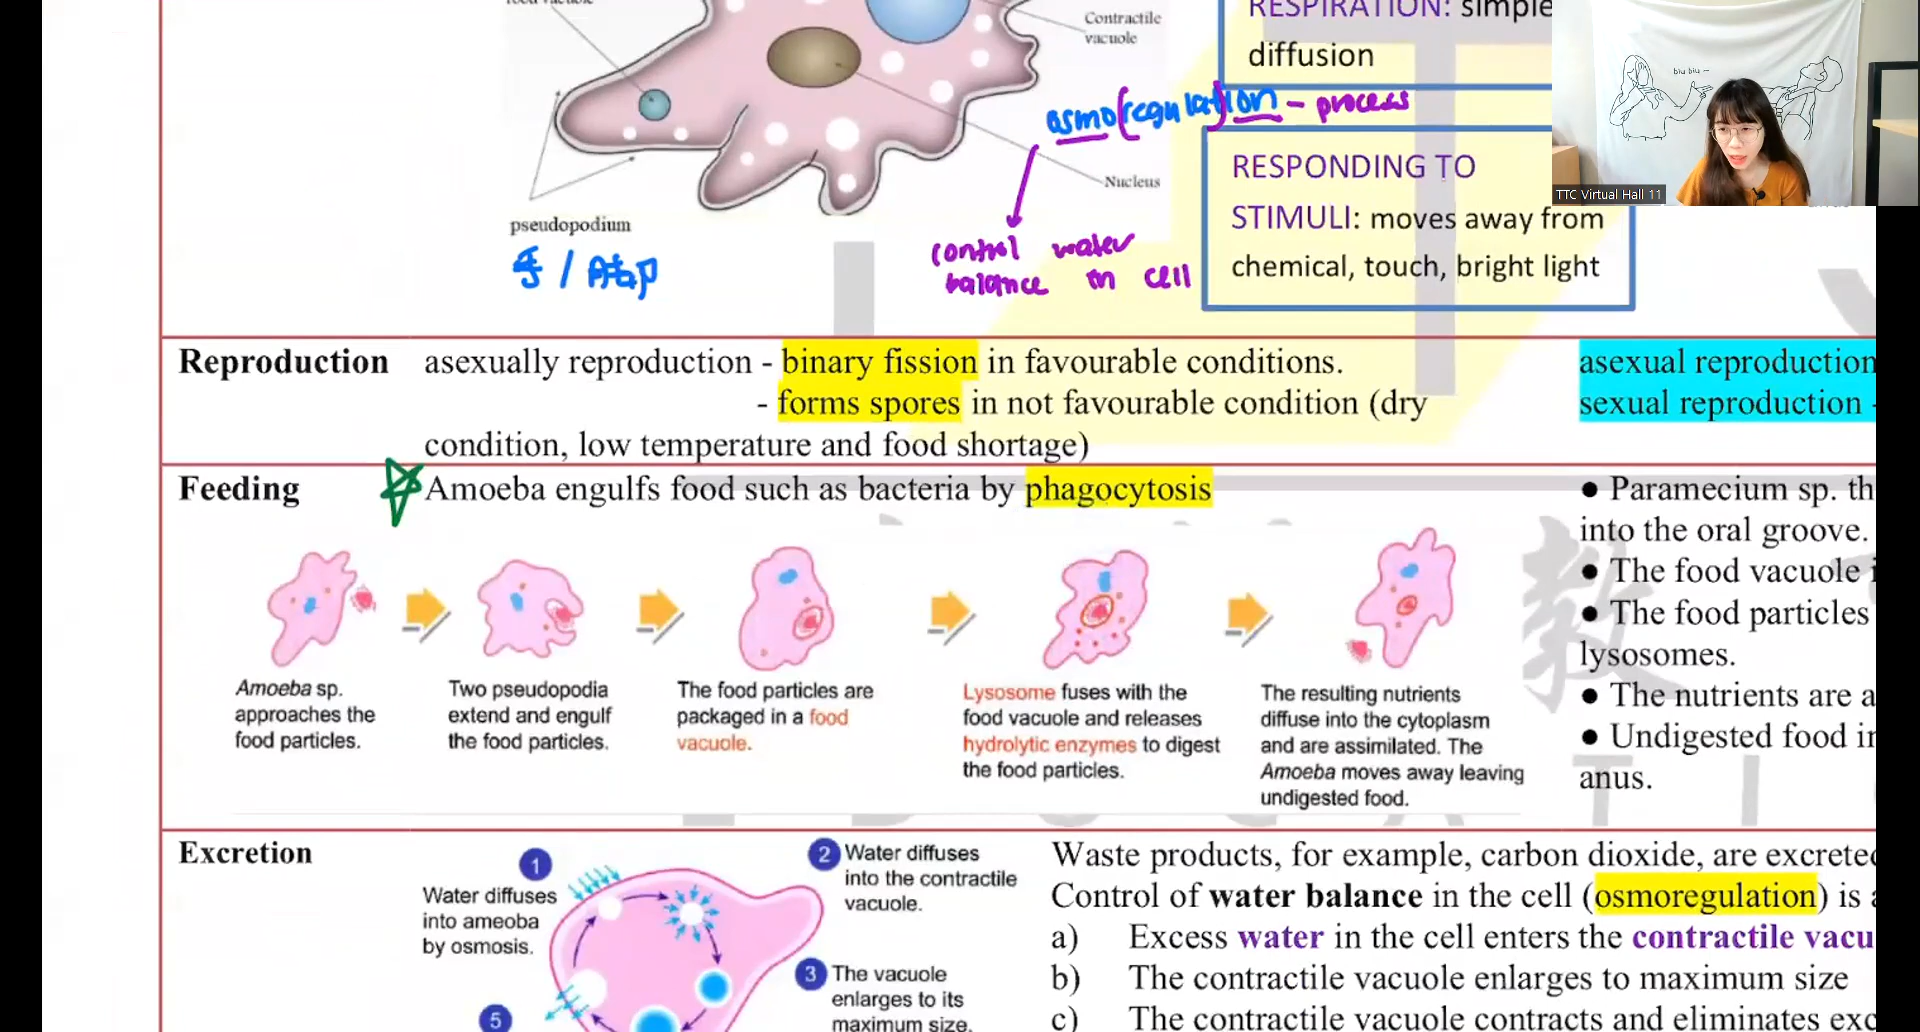 Contractile
vacuole
RESPIRATION: simple
diffusion
osmo(regulat)ion – process
Nucleus
pseudopodium
control water
balance in cell
RESPONDING TO
STIMULI: moves away from
chemical, touch, bright light
biu biu ~
TTC Virtual Hall 11
Reproduction
asexually reproduction - binary fission in favourable conditions.
- forms spores in not favourable condition (dry
condition, low temperature and food shortage)
asexual reproduction
sexual reproduction -
Feeding
Amoeba engulfs food such as bacteria by phagocytosis
Amoeba sp.
approaches the
food particles.
Two pseudopodia
extend and engulf
the food particles.
The food particles are
packaged in a food
vacuole.
Lysosome fuses with the
food vacuole and releases
hydrolytic enzymes to digest
the food particles.
The resulting nutrients
diffuse into the cytoplasm
and are assimilated. The
Amoeba moves away leaving
undigested food.
● Paramecium sp. th
into the oral groove.
● The food vacuole
● The food particles
lysosomes.
● The nutrients are a
● Undigested food in
anus.
教
Excretion
1
Water diffuses
into ameoba
by osmosis.
2 Water diffuses
into the contractile
vacuole.
3 The vacuole
enlarges to its
maximum size.
5
Waste products, for example, carbon dioxide, are excreted
Control of water balance in the cell (osmoregulation) is a
a) Excess water in the cell enters the contractile vacu
b) The contractile vacuole enlarges to maximum size
c) The contractile vacuole contracts and eliminates exc